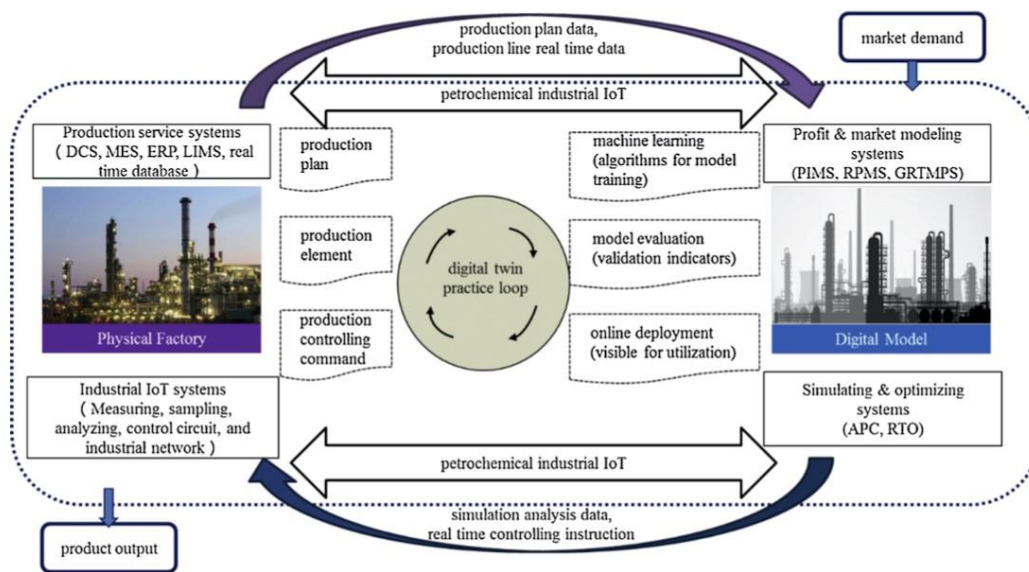 production plan data,
production line real time data
market demand
petrochemical industrial IoT
Production service systems
( DCS, MES, ERP, LIMS, real
time database )
production
plan
machine learning
(algorithms for model
training)
Profit & market modeling
systems
(PIMS, RPMS, GRTMPS)
production
element
digital twin
practice loop
model evaluation
(validation indicators)
production
controlling
command
online deployment
(visible for utilization)
Physical Factory
Digital Model
Industrial IoT systems
( Measuring, sampling,
analyzing, control circuit, and
industrial network )
Simulating & optimizing
systems
(APC, RTO)
petrochemical industrial IoT
simulation analysis data,
real time controlling instruction
product output